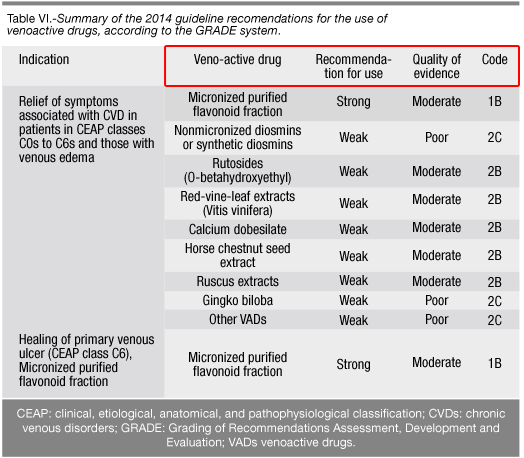 Table VI.-Summary of the 2014 guideline recomendations for the use of
venoactive drugs, according to the GRADE system.
Indication
Veno-active drug
Recommenda-
tion for use
Quality of
evidence
Code
Relief of symptoms
associated with CVD in
patients in CEAP classes
COs to C6s and those with
venous edema
Micronized purified
flavonoid fraction
Strong
Moderate
1B
Nonmicronized diosmins
or synthetic diosmins
Weak
Poor
2C
Rutosides
(O-betahydroxyethyl)
Weak
Moderate
2B
Red-vine-leaf extracts
(Vitis vinifera)
Weak
Moderate
2B
Calcium dobesilate
Weak
Moderate
2B
Horse chestnut seed
extract
Weak
Moderate
2B
Ruscus extracts
Weak
Moderate
2B
Gingko biloba
Weak
Poor
2C
Other VADs
Weak
Poor
2C
Healing of primary venous
ulcer (CEAP class C6),
Micronized purified
flavonoid fraction
Micronized purified
flavonoid fraction
Strong
Moderate
1B
CEAP: clinical, etiological, anatomical, and pathophysiological classification; CVDs: chronic
venous disorders; GRADE: Grading of Recommendations Assessment, Development and
Evaluation; VADs venoactive drugs.